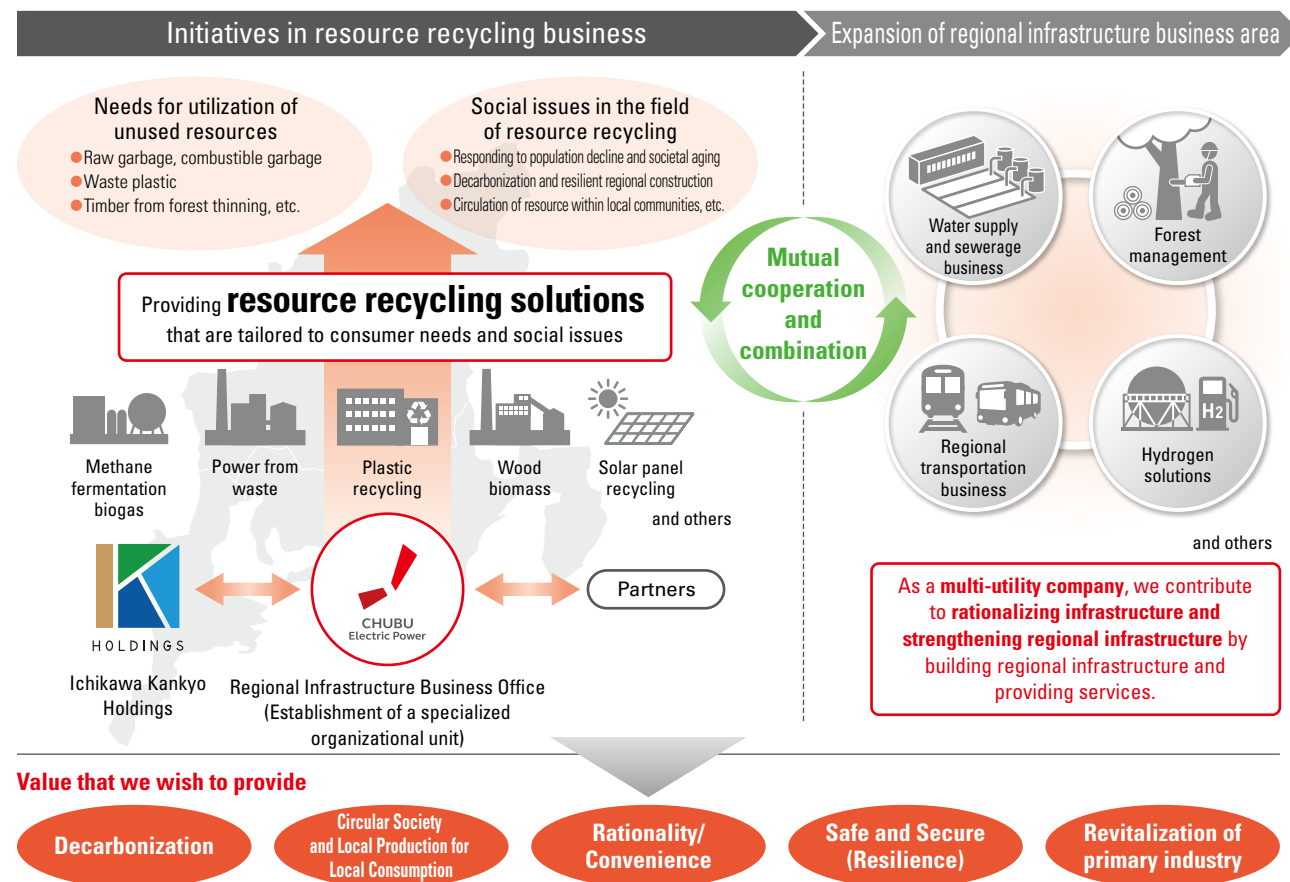 Initiatives in resource recycling business
Expansion of regional infrastructure business area
Needs for utilization of
unused resources
●Raw garbage, combustible garbage
●Waste plastic
●Timber from forest thinning, etc.
Social issues in the field
of resource recycling
●Responding to population decline and societal aging
●Decarbonization and resilient regional construction
●Circulation of resource within local communities, etc.
Providing resource recycling solutions
that are tailored to consumer needs and social issues
Methane
fermentation
biogas
Power from
waste
Plastic
recycling
Wood
biomass
Solar panel
recycling
and others
HOLDINGS
Ichikawa Kankyo
Holdings
CHUBU
Electric Power
Regional Infrastructure Business Office
(Establishment of a specialized
organizational unit)
Partners
Mutual
cooperation
and
combination
Water supply
and sewerage
business
Forest
management
Regional
transportation
business
H2
Hydrogen
solutions
and others
As a multi-utility company, we contribute
to rationalizing infrastructure and
strengthening regional infrastructure by
building regional infrastructure and
providing services.
Value that we wish to provide
Decarbonization
Circular Society
and Local Production for
Local Consumption
Rationality/
Convenience
Safe and Secure
(Resilience)
Revitalization of
primary industry